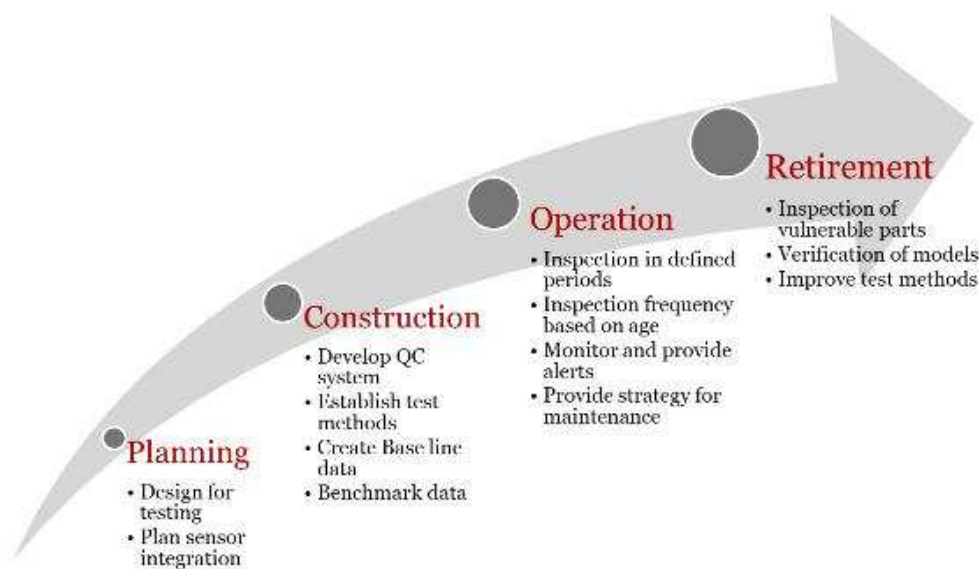 Planning
• Design for
testing
• Plan sensor
integration
Construction
• Develop QC
system
• Establish test
methods
• Create Base line
data
• Benchmark data
Operation
• Inspection in defined
periods
• Inspection frequency
based on age
• Monitor and provide
alerts
• Provide strategy for
maintenance
Retirement
• Inspection of
vulnerable parts
• Verification of models
• Improve test methods